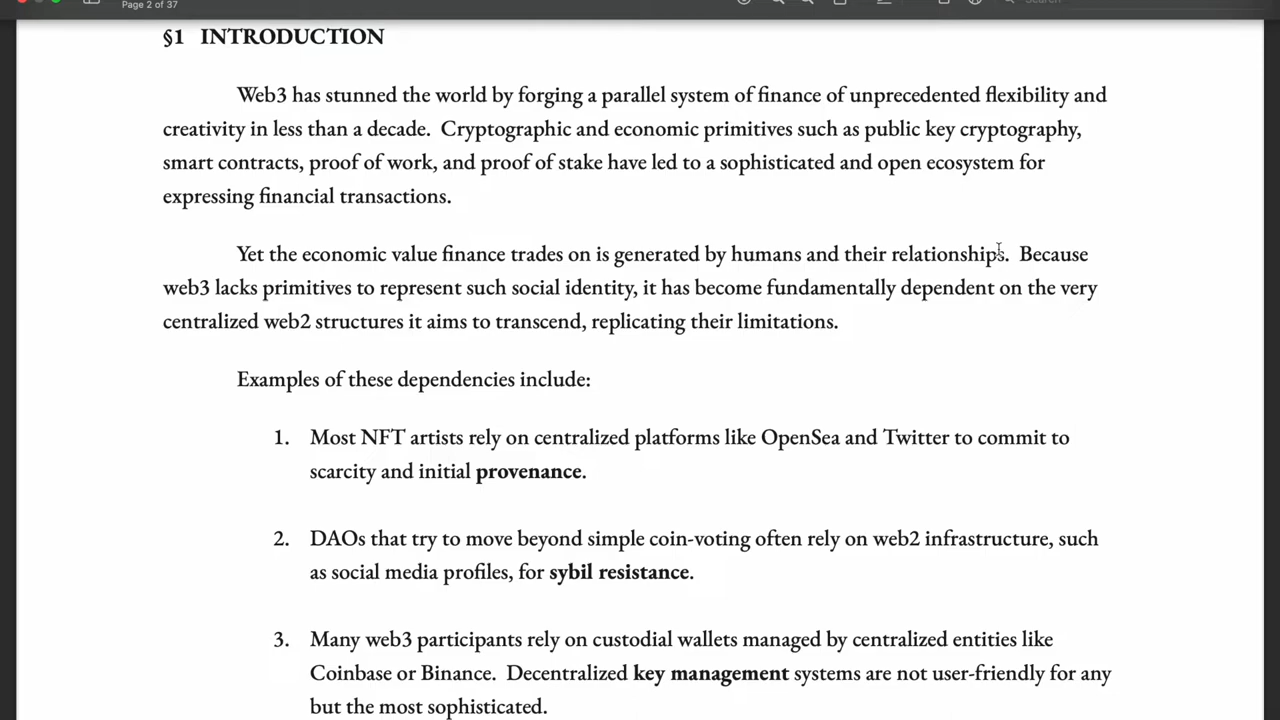 Page 2 of 37
§1 INTRODUCTION
Web3 has stunned the world by forging a parallel system of finance of unprecedented flexibility and
creativity in less than a decade. Cryptographic and economic primitives such as public key cryptography,
smart contracts, proof of work, and proof of stake have led to a sophisticated and open ecosystem for
expressing financial transactions.
Yet the economic value finance trades on is generated by humans and their relationships. Because
web3 lacks primitives to represent such social identity, it has become fundamentally dependent on the very
centralized web2 structures it aims to transcend, replicating their limitations.
Examples of these dependencies include:
1. Most NFT artists rely on centralized platforms like OpenSea and Twitter to commit to
scarcity and initial provenance.
2. DAOs that try to move beyond simple coin-voting often rely on web2 infrastructure, such
as social media profiles, for sybil resistance.
3. Many web3 participants rely on custodial wallets managed by centralized entities like
Coinbase or Binance. Decentralized key management systems are not user-friendly for any
but the most sophisticated.